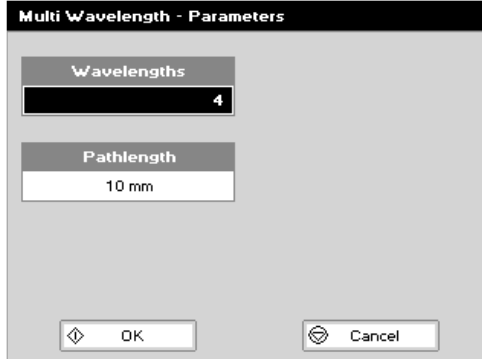 Multi Wavelength - Parameters
Wavelengths
4
Pathlength
10 mm
OK
Cancel